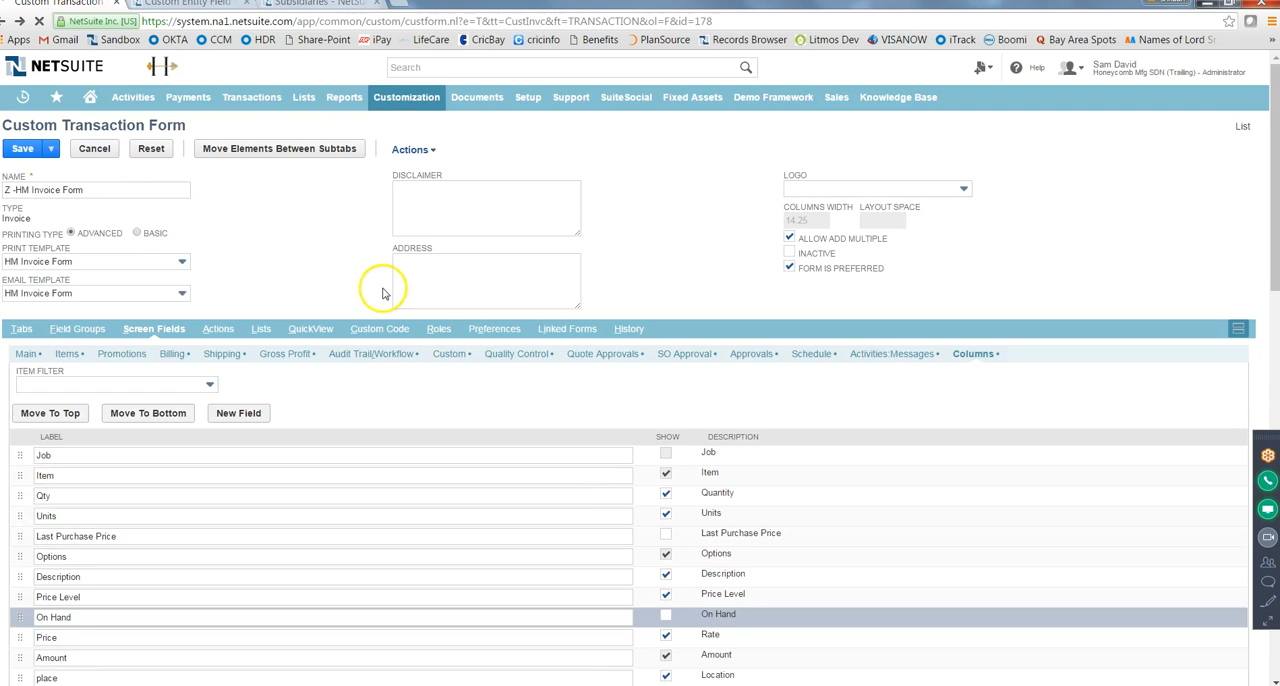 Custom Transaction
Custom Entity Field
Subsidiaries - NetS
NetSuite Inc. [US]
https://system.na1.netsuite.com/app/common/custom/custform.nl?e=T&tt=CustInvc&ft=TRANSACTION&ol=F&id=178
Apps Gmail Sandbox OKTA CCM HDR Share-Point iPay LifeCare CricBay cricinfo Benefits PlanSource Records Browser Litmos Dev VISANOW iTrack Boomi Bay Area Spots Names of Lord
NETSUITE
Search
Help
Sam David
Honeycomb Mfg SDN (Trailing) - Administrator
Activities Payments Transactions Lists Reports Customization Documents Setup Support SuiteSocial Fixed Assets Demo Framework Sales Knowledge Base
Custom Transaction Form
List
Save Cancel Reset Move Elements Between Subtabs Actions
NAME *
Z -HM Invoice Form
TYPE
Invoice
PRINTING TYPE ADVANCED BASIC
PRINT TEMPLATE
HM Invoice Form
EMAIL TEMPLATE
HM Invoice Form
DISCLAIMER
ADDRESS
LOGO
COLUMNS WIDTH LAYOUT SPACE
14.25
ALLOW ADD MULTIPLE
INACTIVE
FORM IS PREFERRED
Tabs Field Groups Screen Fields Actions Lists QuickView Custom Code Roles Preferences Linked Forms History
Main • Items • Promotions Billing • Shipping • Gross Profit • Audit Trail/Workflow • Custom • Quality Control • Quote Approvals • SO Approval • Approvals • Schedule • Activities:Messages • Columns •
ITEM FILTER
Move To Top Move To Bottom New Field
LABEL SHOW DESCRIPTION
Job Job
Item Item
Qty Quantity
Units Units
Last Purchase Price Last Purchase Price
Options Options
Description Description
Price Level Price Level
On Hand On Hand
Price Rate
Amount Amount
place Location